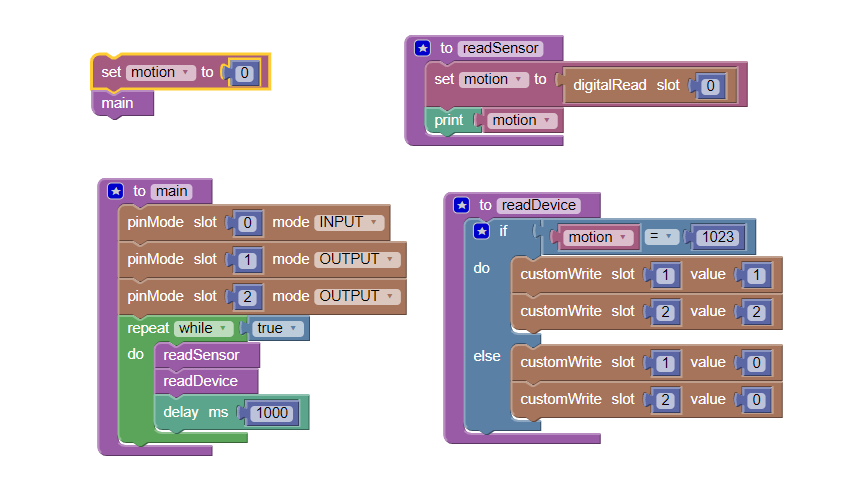 set motion to 0
main
to readSensor
set motion to digitalRead slot 0
print motion
to main
pinMode slot 0 mode INPUT
pinMode slot 1 mode OUTPUT
pinMode slot 2 mode OUTPUT
repeat while true
do readSensor
readDevice
delay ms 1000
to readDevice
if motion = 1023
do customWrite slot 1 value 1
customWrite slot 2 value 2
else customWrite slot 1 value 0
customWrite slot 2 value 0